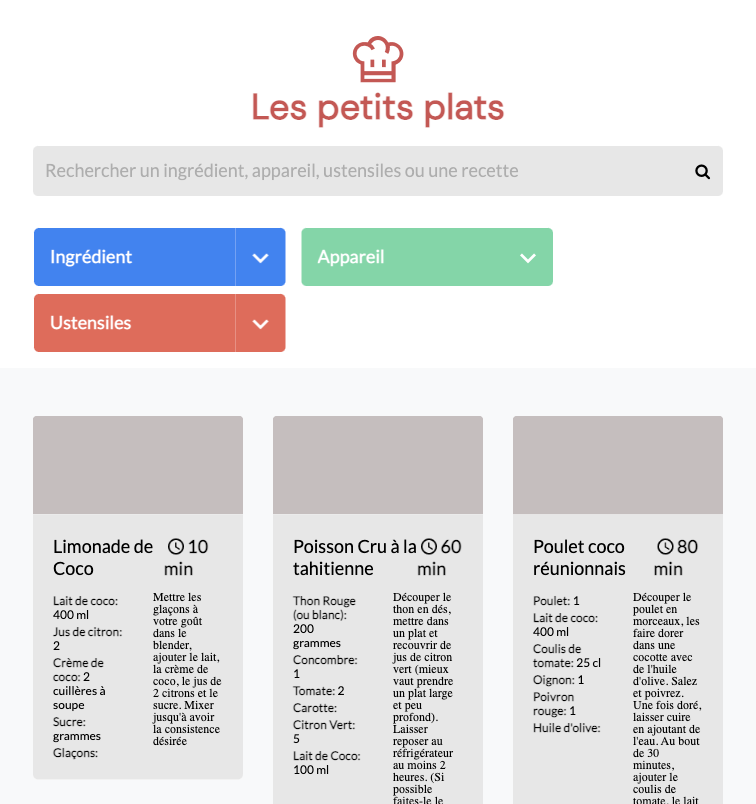 Les petits plats
Rechercher un ingrédient, appareil, ustensiles ou une recette
Ingrédient
Appareil
Ustensiles
Limonade de
Coco
10
min
Lait de coco:
400 ml
Jus de citron:
2
Crème de
coco: 2
cuillères à
soupe
Sucre:
grammes
Glaçons:
Mettre les
glaçons à
votre goût
dans le
blender,
ajouter le lait,
la crème de
coco, le jus de
2 citrons et le
sucre. Mixer
jusqu'à avoir
la consistence
désirée
Poisson Cru à la
tahitienne
60
min
Thon Rouge
(ou blanc):
200
grammes
Concombre:
1
Tomate: 2
Carotte:
Citron Vert:
5
Lait de Coco:
100 ml
Découper le
thon en dés,
mettre dans
un plat et
recouvrir de
jus de citron
vert (mieux
vaut prendre
un plat large
et peu
profond).
Laisser
reposer au
réfrigérateur
au moins 2
heures. (Si
possible
faites-le le
Poulet coco
réunionnais
80
min
Poulet: 1
Lait de coco:
400 ml
Coulis de
tomate: 25 cl
Oignon: 1
Poivron
rouge: 1
Huile d'olive:
Découper le
poulet en
morceaux, les
faire dorer
dans une
cocotte avec
de l'huile
d'olive. Salez
et poivrez.
Une fois doré,
laisser cuire
en ajoutant de
l'eau. Au bout
de 30
minutes,
ajouter le
coulis de
tomate, le lait